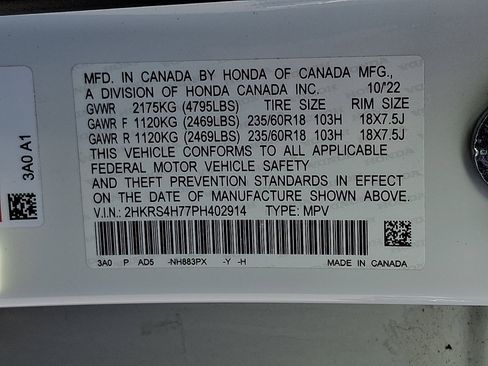 MFD. IN CANADA BY HONDA OF CANADA MFG.,
A DIVISION OF HONDA CANADA INC. 10/22
GVWR 2175KG (4795LBS) TIRE SIZE RIM SIZE
GAWR F 1120KG (2469LBS) 235/60R18 103H 18X7.5J
GAWR R 1120KG (2469LBS) 235/60R18 103H 18X7.5J
THIS VEHICLE CONFORMS TO ALL APPLICABLE
FEDERAL MOTOR VEHICLE SAFETY
AND THEFT PREVENTION STANDARDS IN EFFECT
ON THE DATE OF MANUFACTURE SHOWN ABOVE.
V.I.N.: 2HKRS4H77PH402914 TYPE: MPV
3A0 P AD5 -NH883PX -Y -H MADE IN CANADA
3A0 A1